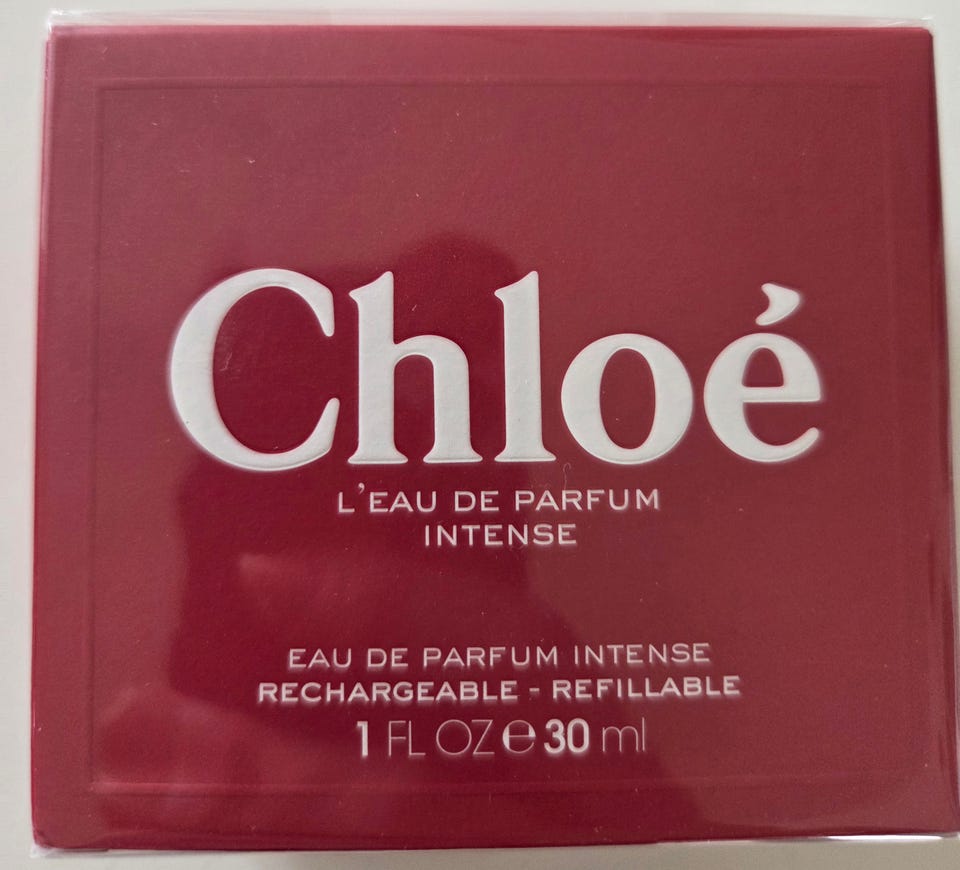 Chloé
L'EAU DE PARFUM
INTENSE
EAU DE PARFUM INTENSE
RECHARGEABLE - REFILLABLE
1 FL OZ ℮ 30 ml